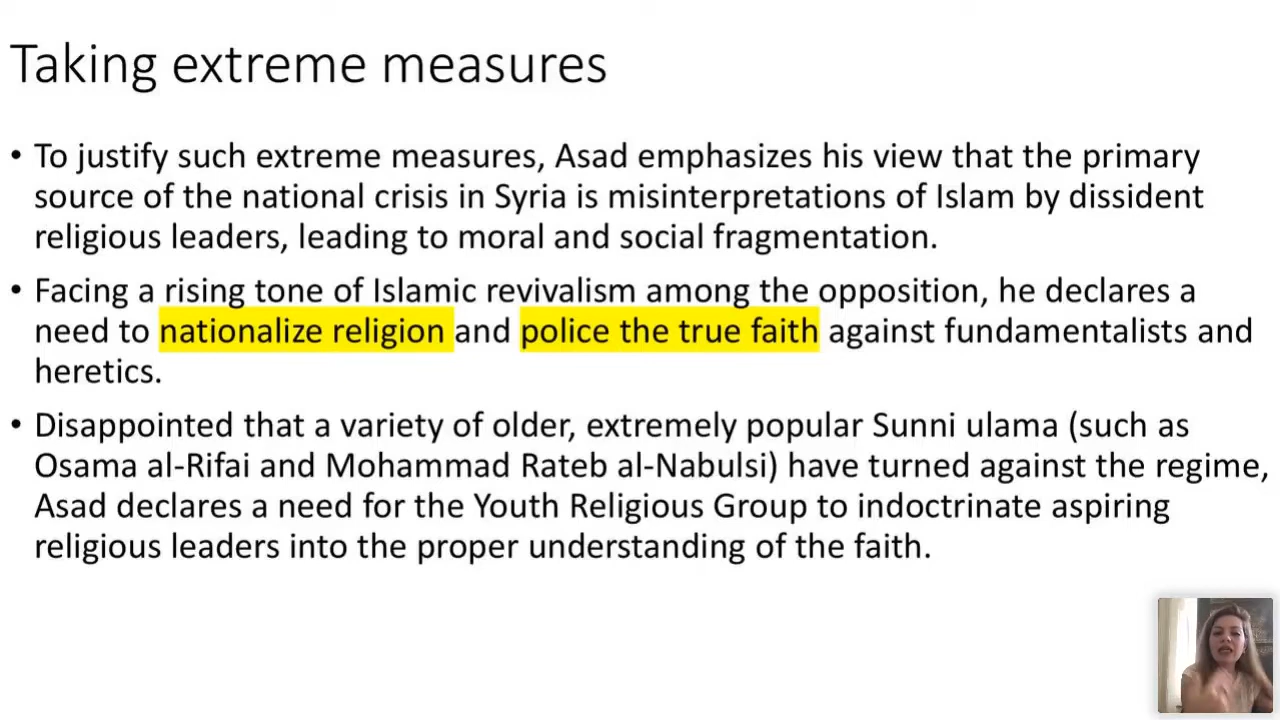 Taking extreme measures
• To justify such extreme measures, Asad emphasizes his view that the primary
source of the national crisis in Syria is misinterpretations of Islam by dissident
religious leaders, leading to moral and social fragmentation.
• Facing a rising tone of Islamic revivalism among the opposition, he declares a
need to nationalize religion and police the true faith against fundamentalists and
heretics.
• Disappointed that a variety of older, extremely popular Sunni ulama (such as
Osama al-Rifai and Mohammad Rateb al-Nabulsi) have turned against the regime,
Asad declares a need for the Youth Religious Group to indoctrinate aspiring
religious leaders into the proper understanding of the faith.